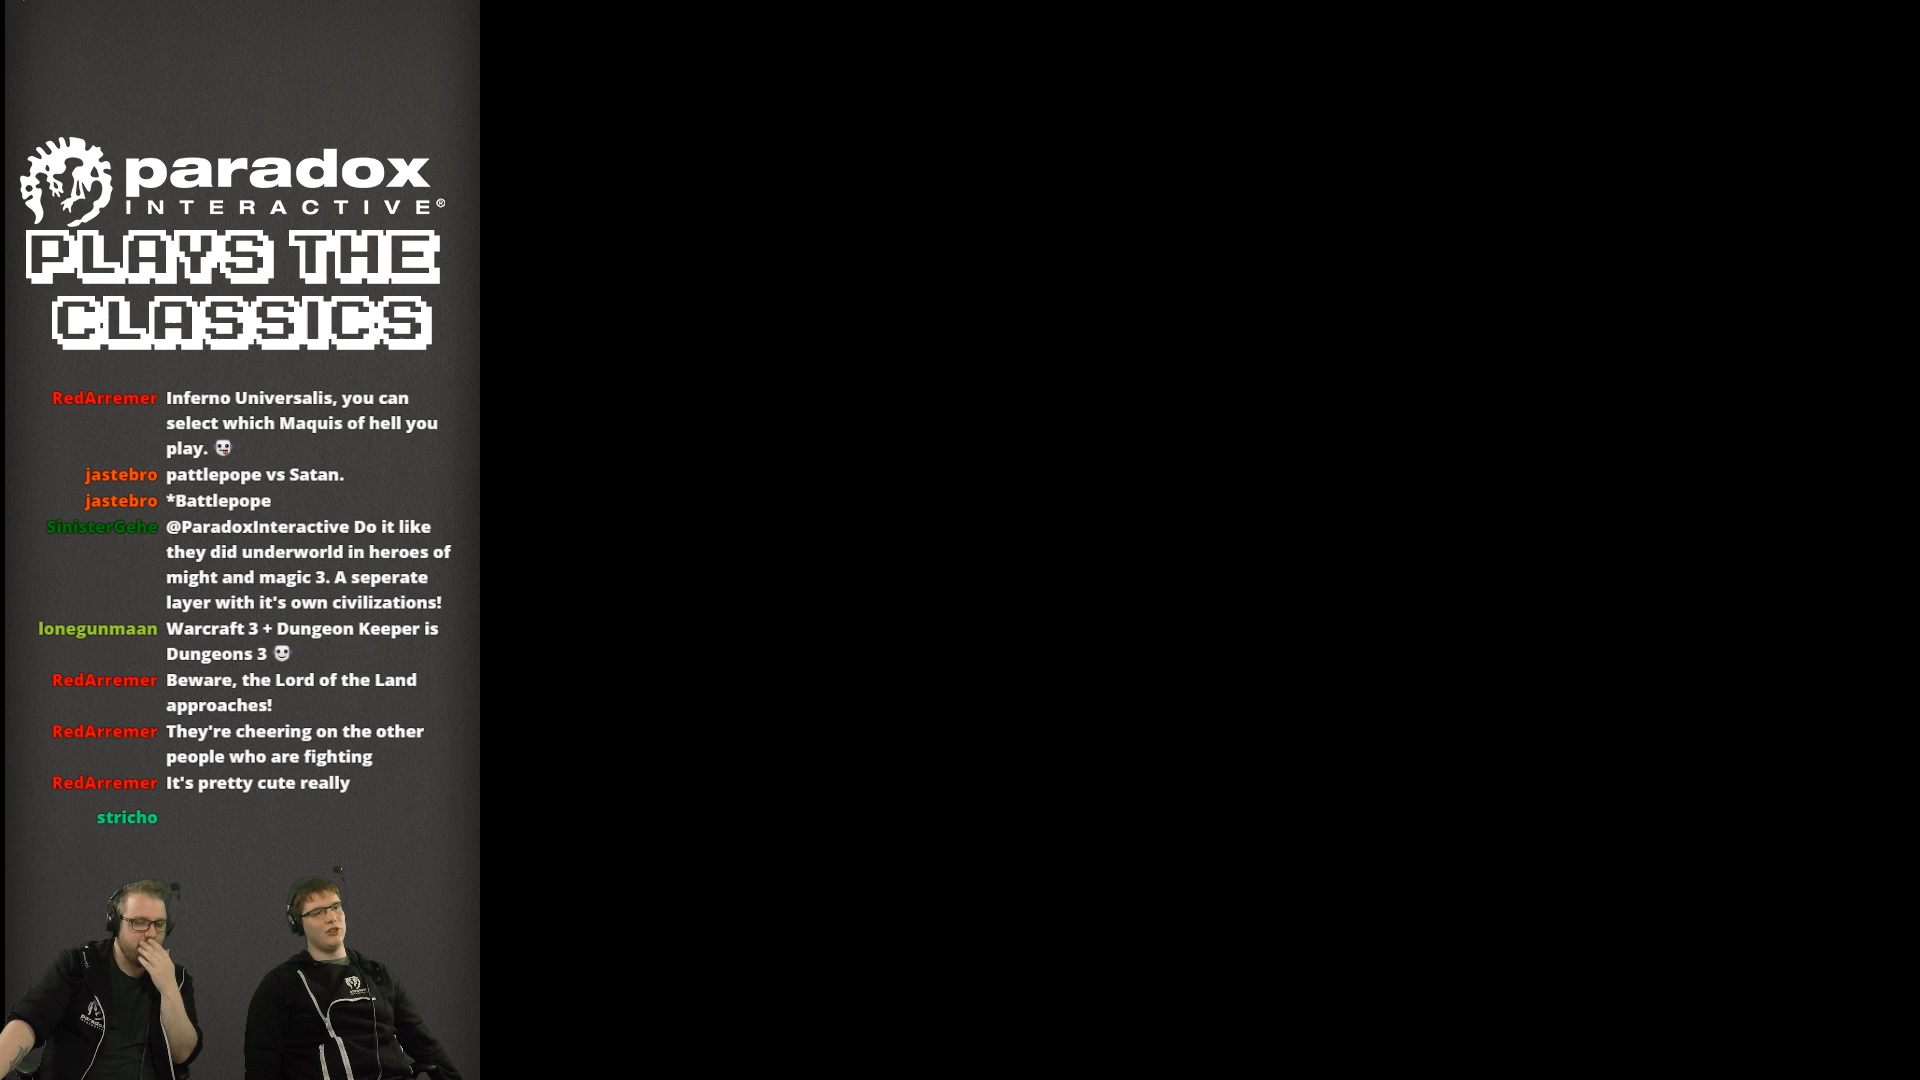 paradox
INTERACTIVE®
PLAYS THE
CLASSICS
RedArremer Inferno Universalis, you can
select which Maquis of hell you
play.
jastebro pattlepope vs Satan.
jastebro *Battlepope
SinisterGehe @ParadoxInteractive Do it like
they did underworld in heroes of
might and magic 3. A seperate
layer with it's own civilizations!
lonegunmaan Warcraft 3 + Dungeon Keeper is
Dungeons 3
RedArremer Beware, the Lord of the Land
approaches!
RedArremer They're cheering on the other
people who are fighting
RedArremer It's pretty cute really
stricho